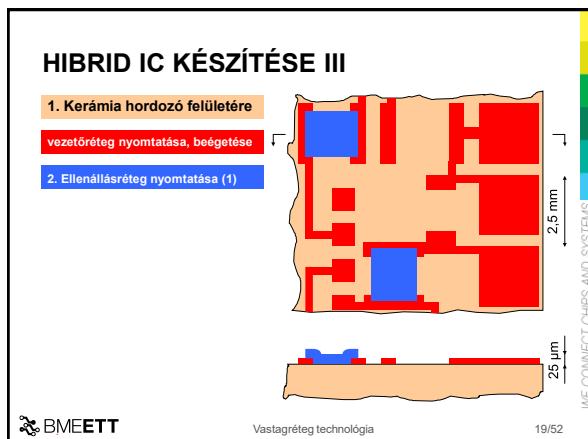 HIBRID IC KÉSZÍTÉSE III
1. Kerámia hordozó felületére
vezetőréteg nyomtatása, beégetése
2. Ellenállásréteg nyomtatása (1)
2,5 mm
25 µm
WE CONNECT CHIPS AND SYSTEMS
BMEETT
Vastagréteg technológia
19/52